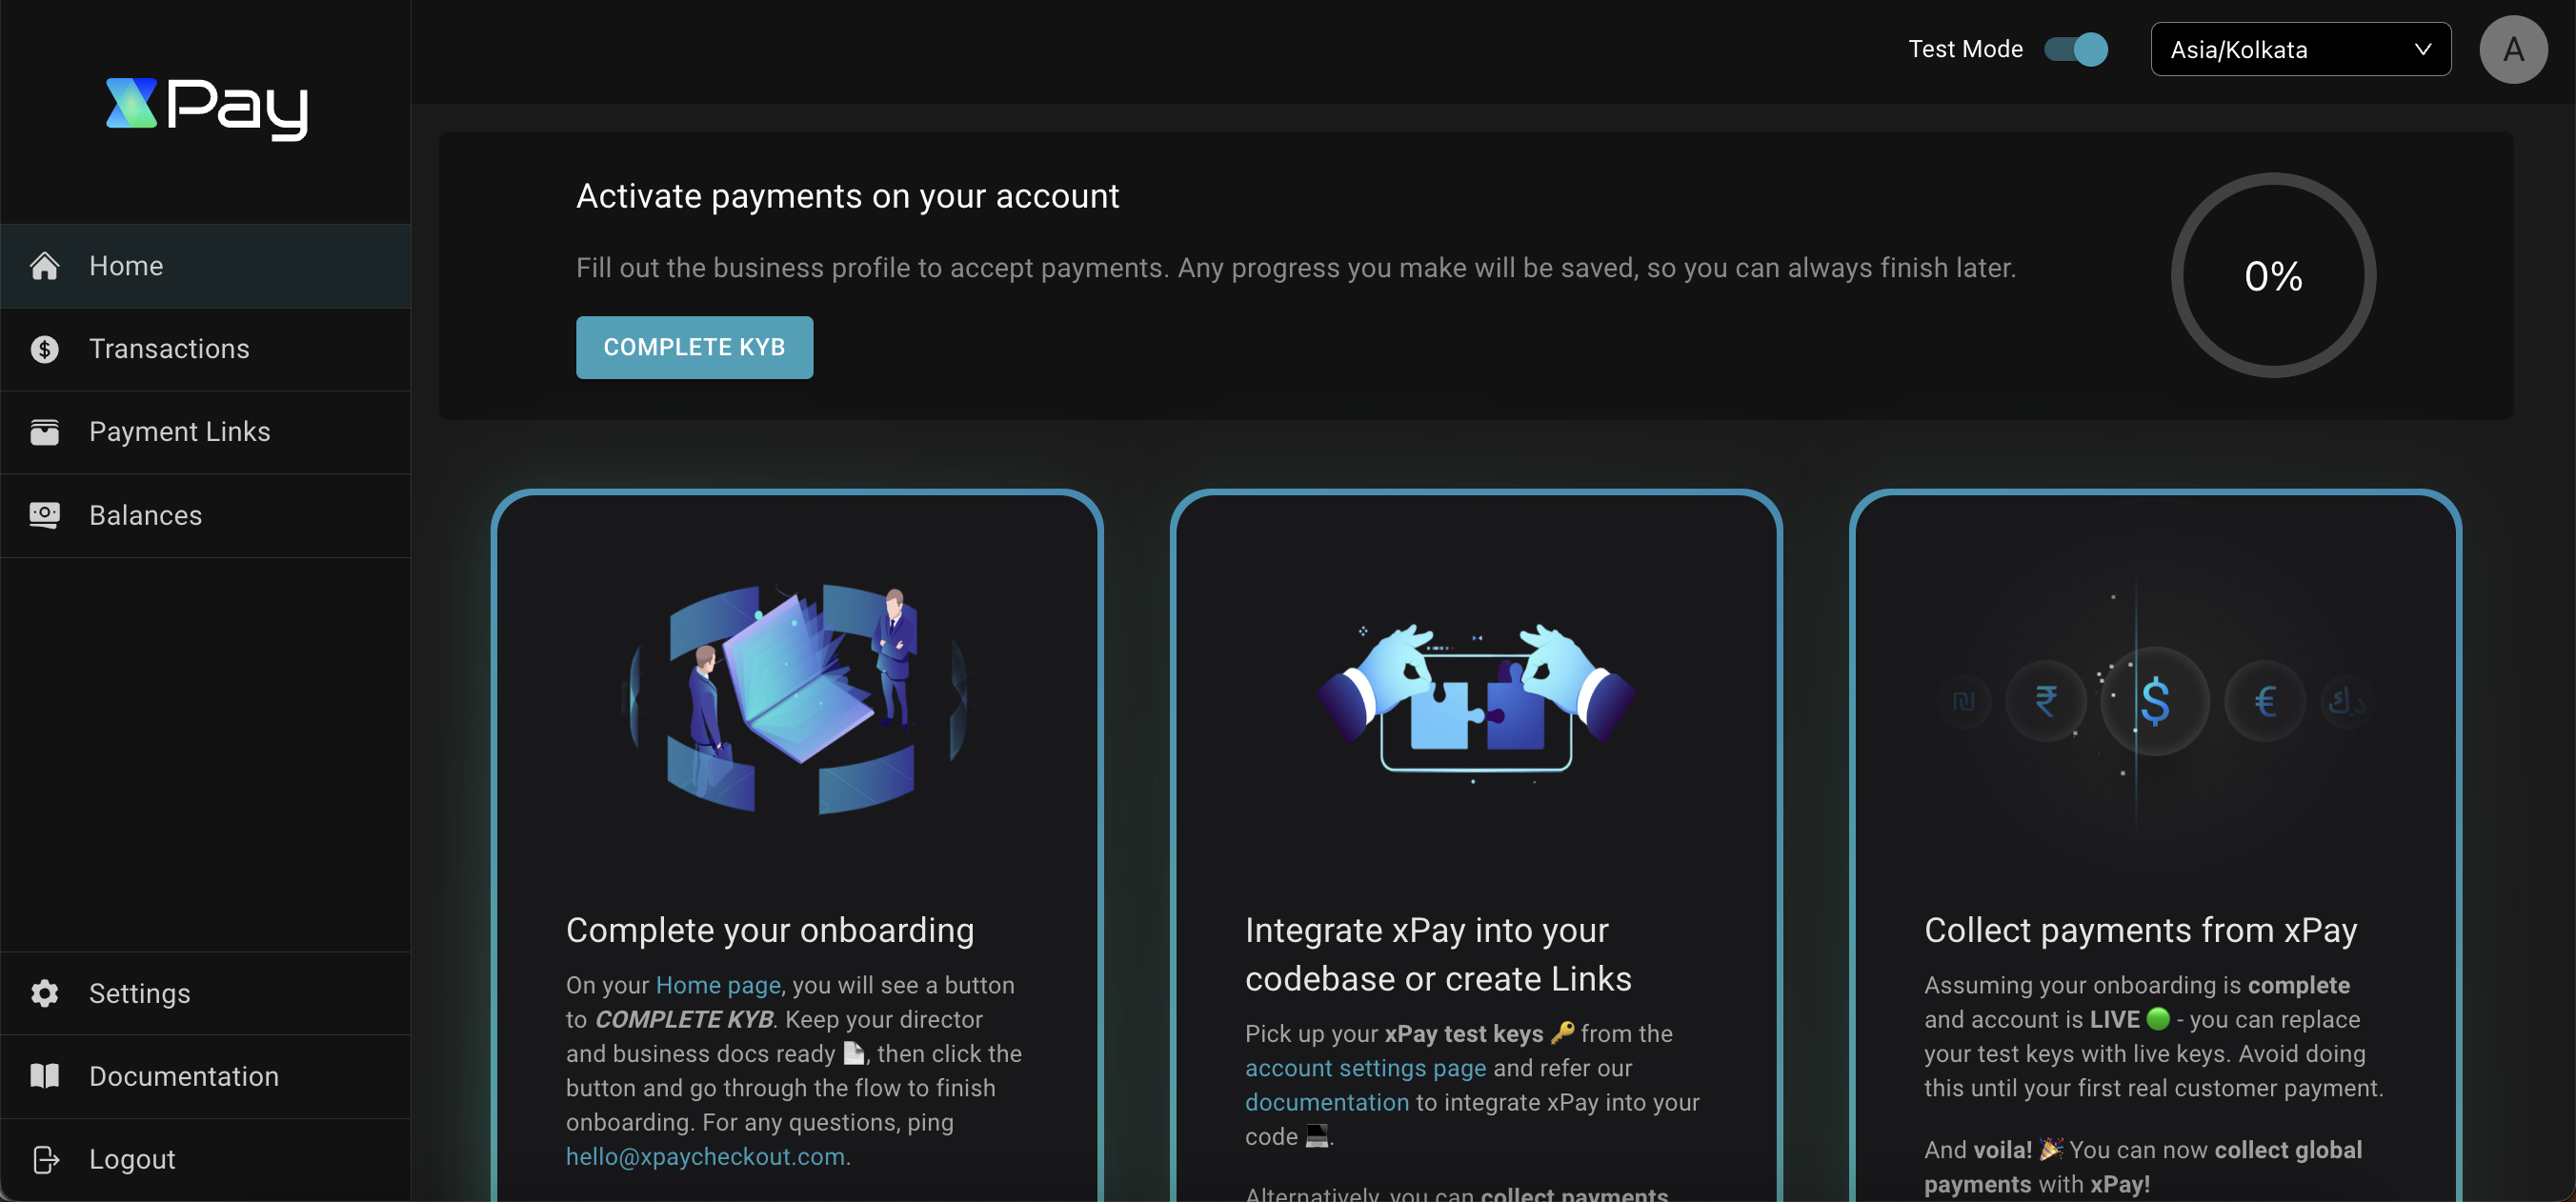 Pay
Test Mode
Asia/Kolkata
A
Home
Transactions
Payment Links
Balances
Settings
Documentation
Logout
Activate payments on your account
Fill out the business profile to accept payments. Any progress you make will be saved, so you can always finish later.
COMPLETE KYB
0%
Complete your onboarding
On your Home page, you will see a button
to COMPLETE KYB. Keep your director
and business docs ready 📄, then click the
button and go through the flow to finish
onboarding. For any questions, ping
hello@xpaycheckout.com.
Integrate xPay into your
codebase or create Links
Pick up your xPay test keys 🔑 from the
account settings page and refer our
documentation to integrate xPay into your
code 💻.
Alternatively, you can collect payments
₪ ₹ $ € د.ك
Collect payments from xPay
Assuming your onboarding is complete
and account is LIVE 🟢 - you can replace
your test keys with live keys. Avoid doing
this until your first real customer payment.
And voila! 🎉 You can now collect global
payments with xPay!